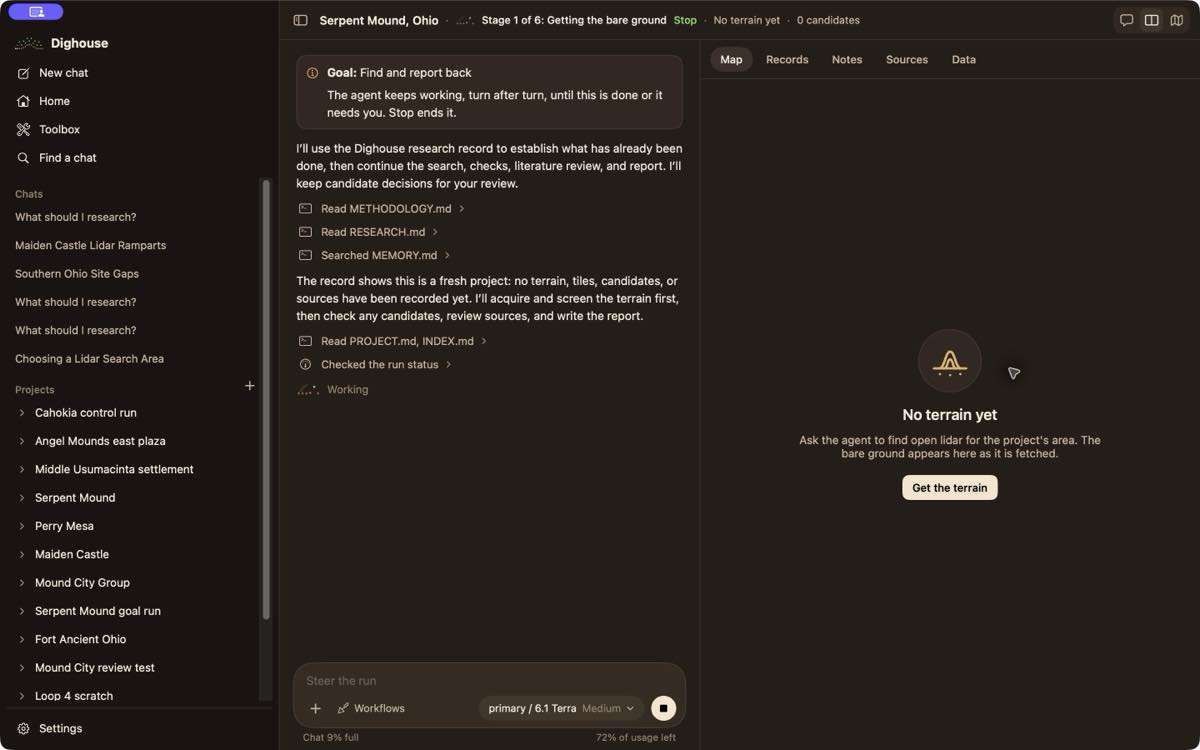 Dighouse
New chat
Home
Toolbox
Find a chat
Chats
What should I research?
Maiden Castle Lidar Ramparts
Southern Ohio Site Gaps
What should I research?
What should I research?
Choosing a Lidar Search Area
Projects
Cahokia control run
Angel Mounds east plaza
Middle Usumacinta settlement
Serpent Mound
Perry Mesa
Maiden Castle
Mound City Group
Serpent Mound goal run
Fort Ancient Ohio
Mound City review test
Loop 4 scratch
Settings
Serpent Mound, Ohio · Stage 1 of 6: Getting the bare ground Stop · No terrain yet · 0 candidates
Goal: Find and report back
The agent keeps working, turn after turn, until this is done or it
needs you. Stop ends it.
I'll use the Dighouse research record to establish what has already been
done, then continue the search, checks, literature review, and report. I'll
keep candidate decisions for your review.
Read METHODOLOGY.md
Read RESEARCH.md
Searched MEMORY.md
The record shows this is a fresh project: no terrain, tiles, candidates, or
sources have been recorded yet. I'll acquire and screen the terrain first,
then check any candidates, review sources, and write the report.
Read PROJECT.md, INDEX.md
Checked the run status
Working
Steer the run
Workflows
primary / 6.1 Terra Medium
Chat 9% full
72% of usage left
Map Records Notes Sources Data
No terrain yet
Ask the agent to find open lidar for the project's area. The
bare ground appears here as it is fetched.
Get the terrain